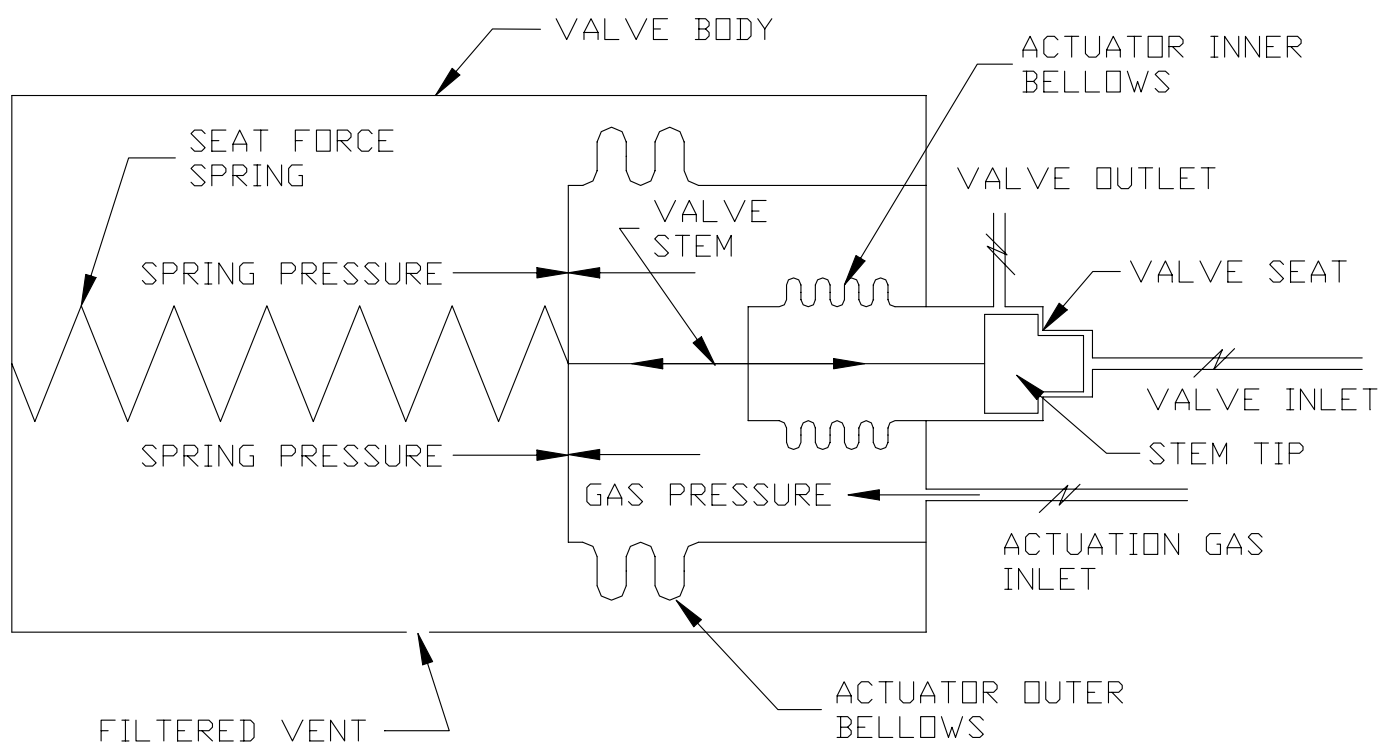 VALVE BODY
ACTUATOR INNER
BELLOWS
SEAT FORCE
SPRING
VALVE OUTLET
VALVE
STEM
SPRING PRESSURE
VALVE SEAT
VALVE INLET
SPRING PRESSURE
STEM TIP
GAS PRESSURE
ACTUATION GAS
INLET
ACTUATOR OUTER
BELLOWS
FILTERED VENT